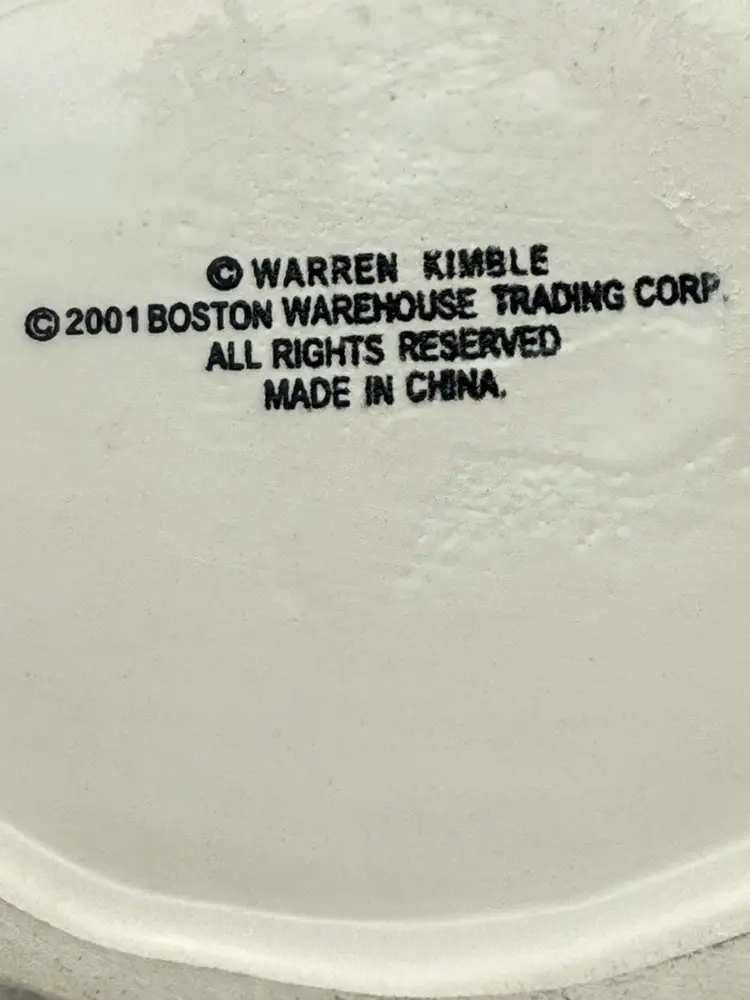 © WARREN KIMBLE
© 2001 BOSTON WAREHOUSE TRADING CORP.
ALL RIGHTS RESERVED
MADE IN CHINA.